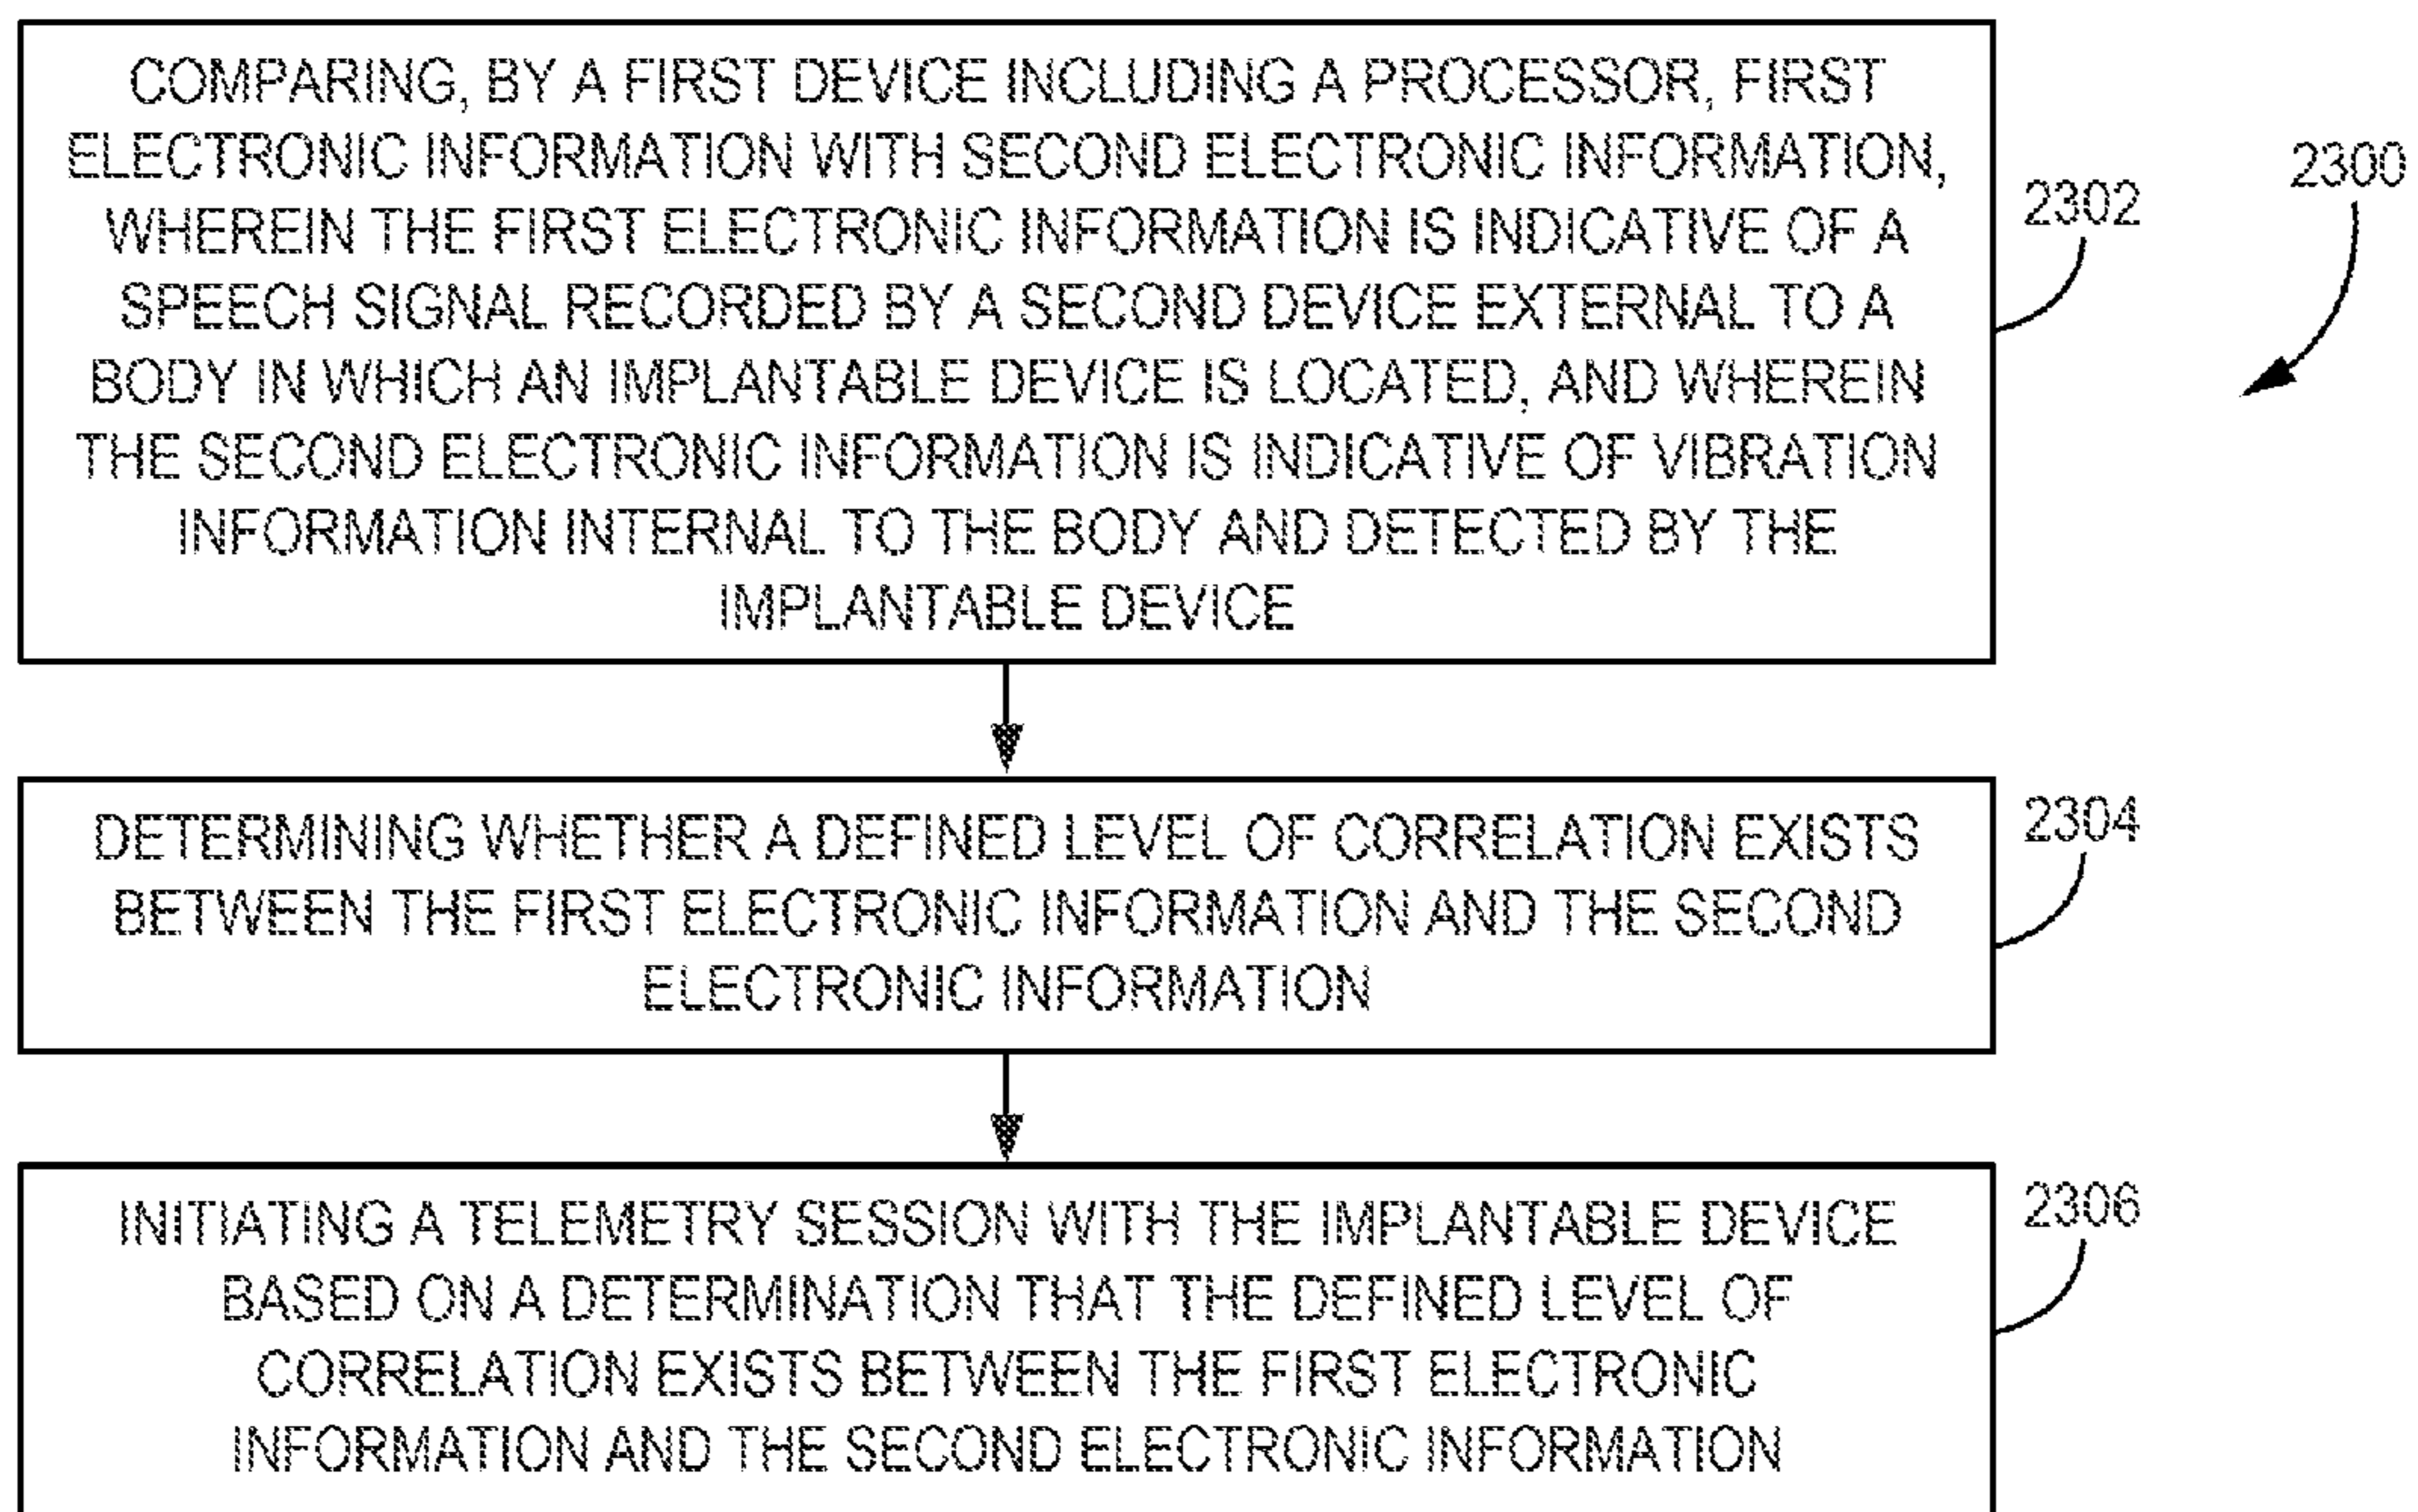 COMPARING, BY A FIRST DEVICE INCLUDING A PROCESSOR, FIRST
ELECTRONIC INFORMATION WITH SECOND ELECTRONIC INFORMATION,
WHEREIN THE FIRST ELECTRONIC INFORMATION IS INDICATIVE OF A
SPEECH SIGNAL RECORDED BY A SECOND DEVICE EXTERNAL TO A
BODY IN WHICH AN IMPLANTABLE DEVICE IS LOCATED, AND WHEREIN
THE SECOND ELECTRONIC INFORMATION IS INDICATIVE OF VIBRATION
INFORMATION INTERNAL TO THE BODY AND DETECTED BY THE
IMPLANTABLE DEVICE
2302
2300
DETERMINING WHETHER A DEFINED LEVEL OF CORRELATION EXISTS
BETWEEN THE FIRST ELECTRONIC INFORMATION AND THE SECOND
ELECTRONIC INFORMATION
2304
INITIATING A TELEMETRY SESSION WITH THE IMPLANTABLE DEVICE
BASED ON A DETERMINATION THAT THE DEFINED LEVEL OF
CORRELATION EXISTS BETWEEN THE FIRST ELECTRONIC
INFORMATION AND THE SECOND ELECTRONIC INFORMATION
2306